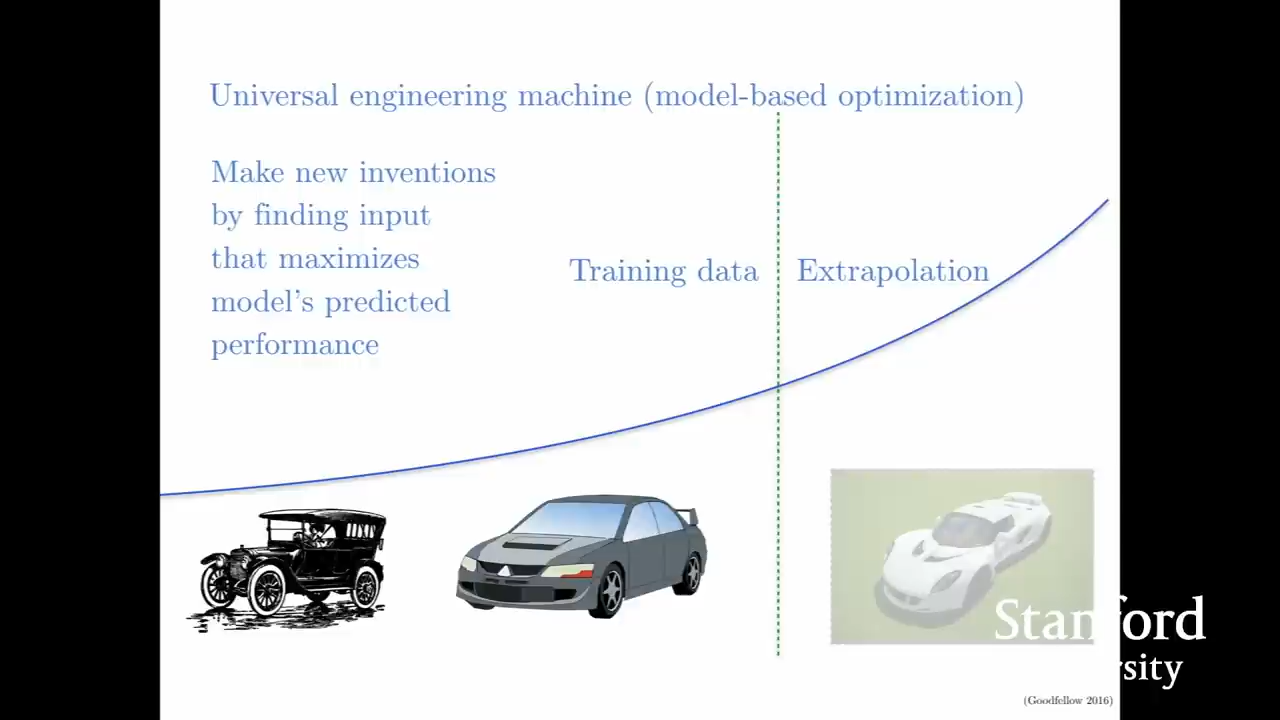 Universal engineering machine (model-based optimization)
Make new inventions
by finding input
that maximizes
model's predicted
performance
Training data
Extrapolation
Stanford
(Goodfellow 2016)